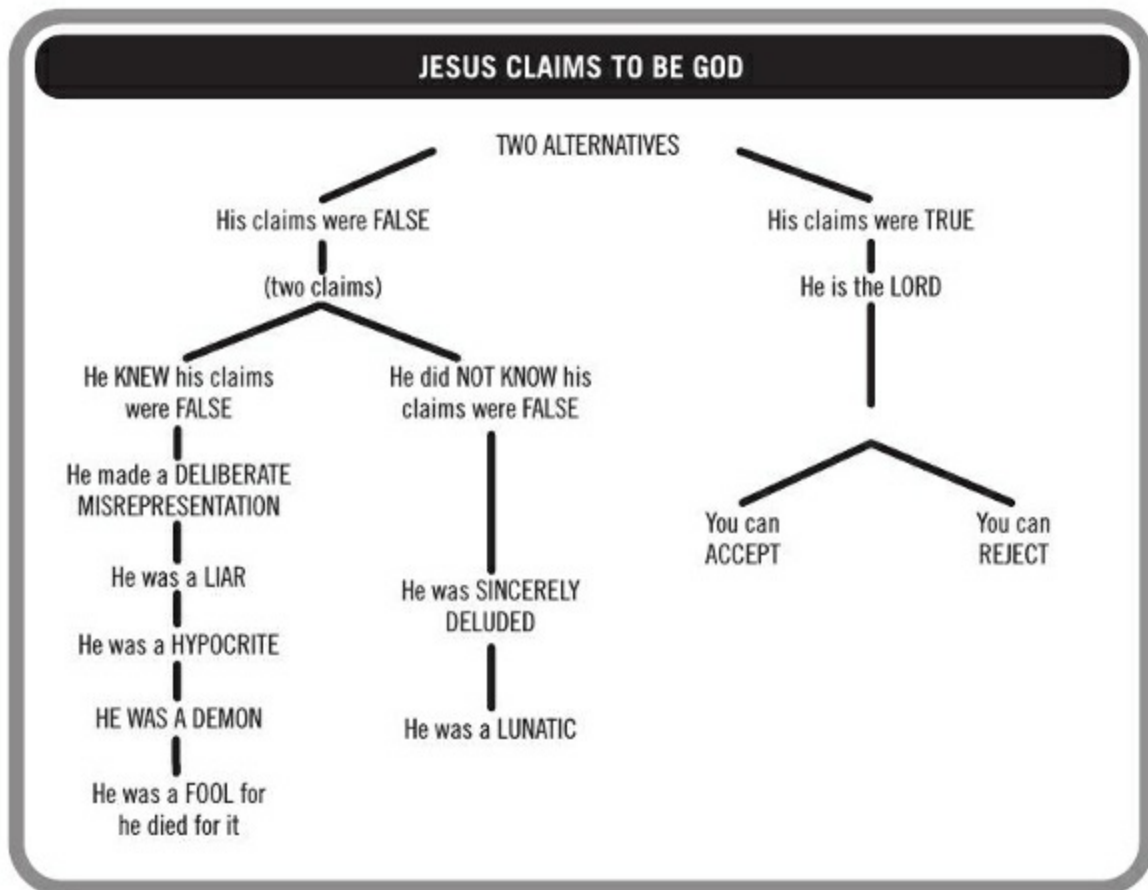 JESUS CLAIMS TO BE GOD
TWO ALTERNATIVES
His claims were FALSE
His claims were TRUE
(two claims)
He is the LORD
He KNEW his claims
were FALSE
He did NOT KNOW his
claims were FALSE
He made a DELIBERATE
MISREPRESENTATION
You can
ACCEPT
You can
REJECT
He was a LIAR
He was SINCERELY
DELUDED
He was a HYPOCRITE
HE WAS A DEMON
He was a LUNATIC
He was a FOOL for
he died for it